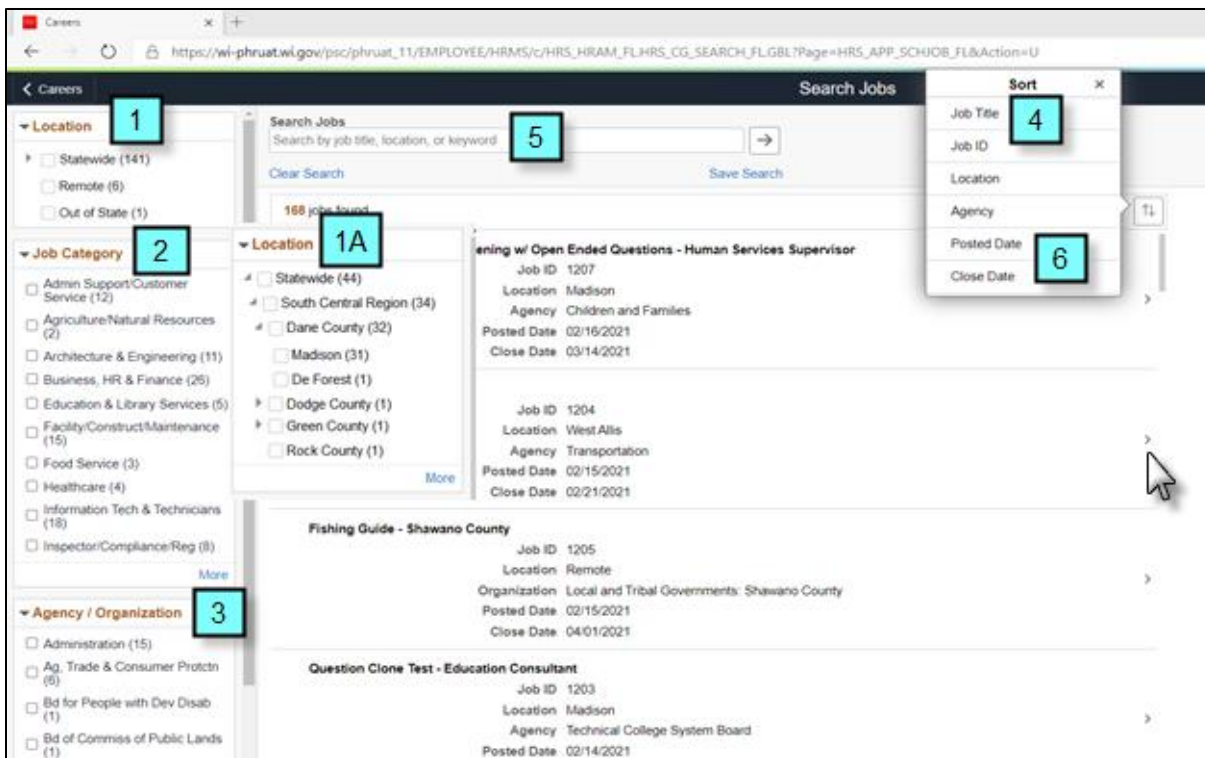 Careers
https://wi-phruat.wi.gov/psc/phruat_11/EMPLOYEE/HRMS/c/HRS_HRAM_FL.HRS_CG_SEARCH_FL.GBL?Page=HRS_APP_SCHJOB_FL&Action=U
Careers
Search Jobs
Location
1
Statewide (141)
Remote (6)
Out of State (1)
Job Category
2
Admin Support/Customer
Service (12)
Agriculture/Natural Resources
(2)
Architecture & Engineering (11)
Business, HR & Finance (26)
Education & Library Services (5)
Facility/Construct/Maintenance
(15)
Food Service (3)
Healthcare (4)
Information Tech & Technicians
(18)
Inspector/Compliance/Reg (8)
More
Agency / Organization
3
Administration (15)
Ag, Trade & Consumer Protctn
(6)
Bd for People with Dev Disab
(1)
Bd of Commiss of Public Lands
(1)
Search Jobs
Search by job title, location, or keyword
5
Clear Search
Save Search
168 jobs found
Location
1A
Statewide (44)
South Central Region (34)
Dane County (32)
Madison (31)
De Forest (1)
Dodge County (1)
Green County (1)
Rock County (1)
More
Sort
Job Title
4
Job ID
Location
Agency
Posted Date
6
Close Date
ening w/ Open Ended Questions - Human Services Supervisor
Job ID 1207
Location Madison
Agency Children and Families
Posted Date 02/16/2021
Close Date 03/14/2021
Job ID 1204
Location West Allis
Agency Transportation
Posted Date 02/15/2021
Close Date 02/21/2021
Fishing Guide - Shawano County
Job ID 1205
Location Remote
Organization Local and Tribal Governments: Shawano County
Posted Date 02/15/2021
Close Date 04/01/2021
Question Clone Test - Education Consultant
Job ID 1203
Location Madison
Agency Technical College System Board
Posted Date 02/14/2021